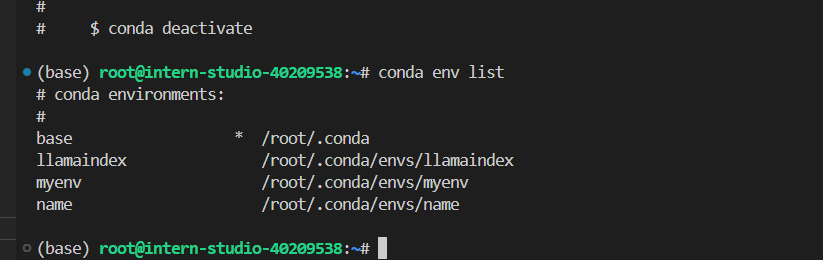 #
#     $ conda deactivate
(base) root@intern-studio-40209538:~# conda env list
# conda environments:
#
base                  *  /root/.conda
llamaindex               /root/.conda/envs/llamaindex
myenv                    /root/.conda/envs/myenv
name                     /root/.conda/envs/name
(base) root@intern-studio-40209538:~#